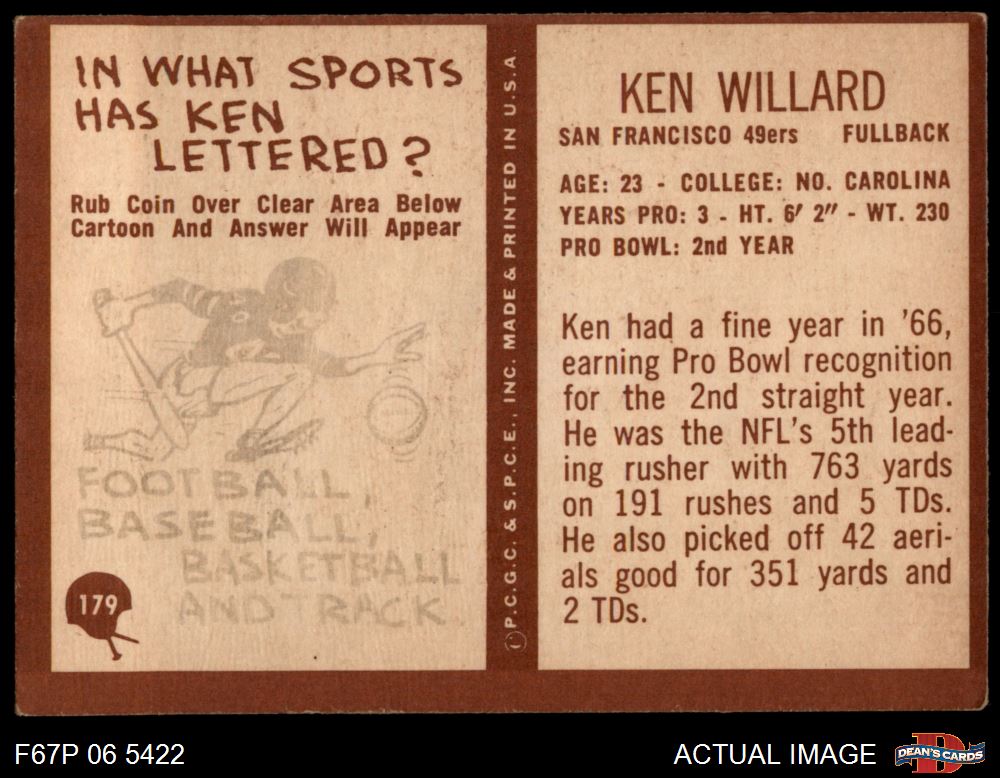 IN WHAT SPORTS
HAS KEN
LETTERED?
Rub Coin Over Clear Area Below
Cartoon And Answer Will Appear
FOOTBALL,
BASEBALL,
BASKETBALL
AND TRACK
179
Ⓟ P.C.G.C. & S.P.C.E., INC. MADE & PRINTED IN U.S.A.
KEN WILLARD
SAN FRANCISCO 49ers FULLBACK
AGE: 23 - COLLEGE: NO. CAROLINA
YEARS PRO: 3 - HT. 6' 2" - WT. 230
PRO BOWL: 2nd YEAR
Ken had a fine year in '66,
earning Pro Bowl recognition
for the 2nd straight year.
He was the NFL's 5th lead-
ing rusher with 763 yards
on 191 rushes and 5 TDs.
He also picked off 42 aeri-
als good for 351 yards and
2 TDs.
F67P 06 5422
ACTUAL IMAGE
D
DEAN'S CARDS